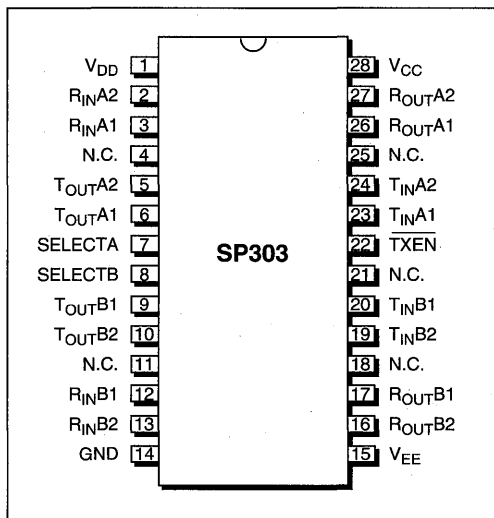 VDD 1 28 VCC
RINA2 2 27 ROUTA2
RINA1 3 26 ROUTA1
N.C. 4 25 N.C.
TOUTA2 5 24 TINA2
TOUTA1 6 23 TINA1
SELECTA 7 SP303 22 TXEN
SELECTB 8 21 N.C.
TOUTB1 9 20 TINB1
TOUTB2 10 19 TINB2
N.C. 11 18 N.C.
RINB1 12 17 ROUTB1
RINB2 13 16 ROUTB2
GND 14 15 VEE